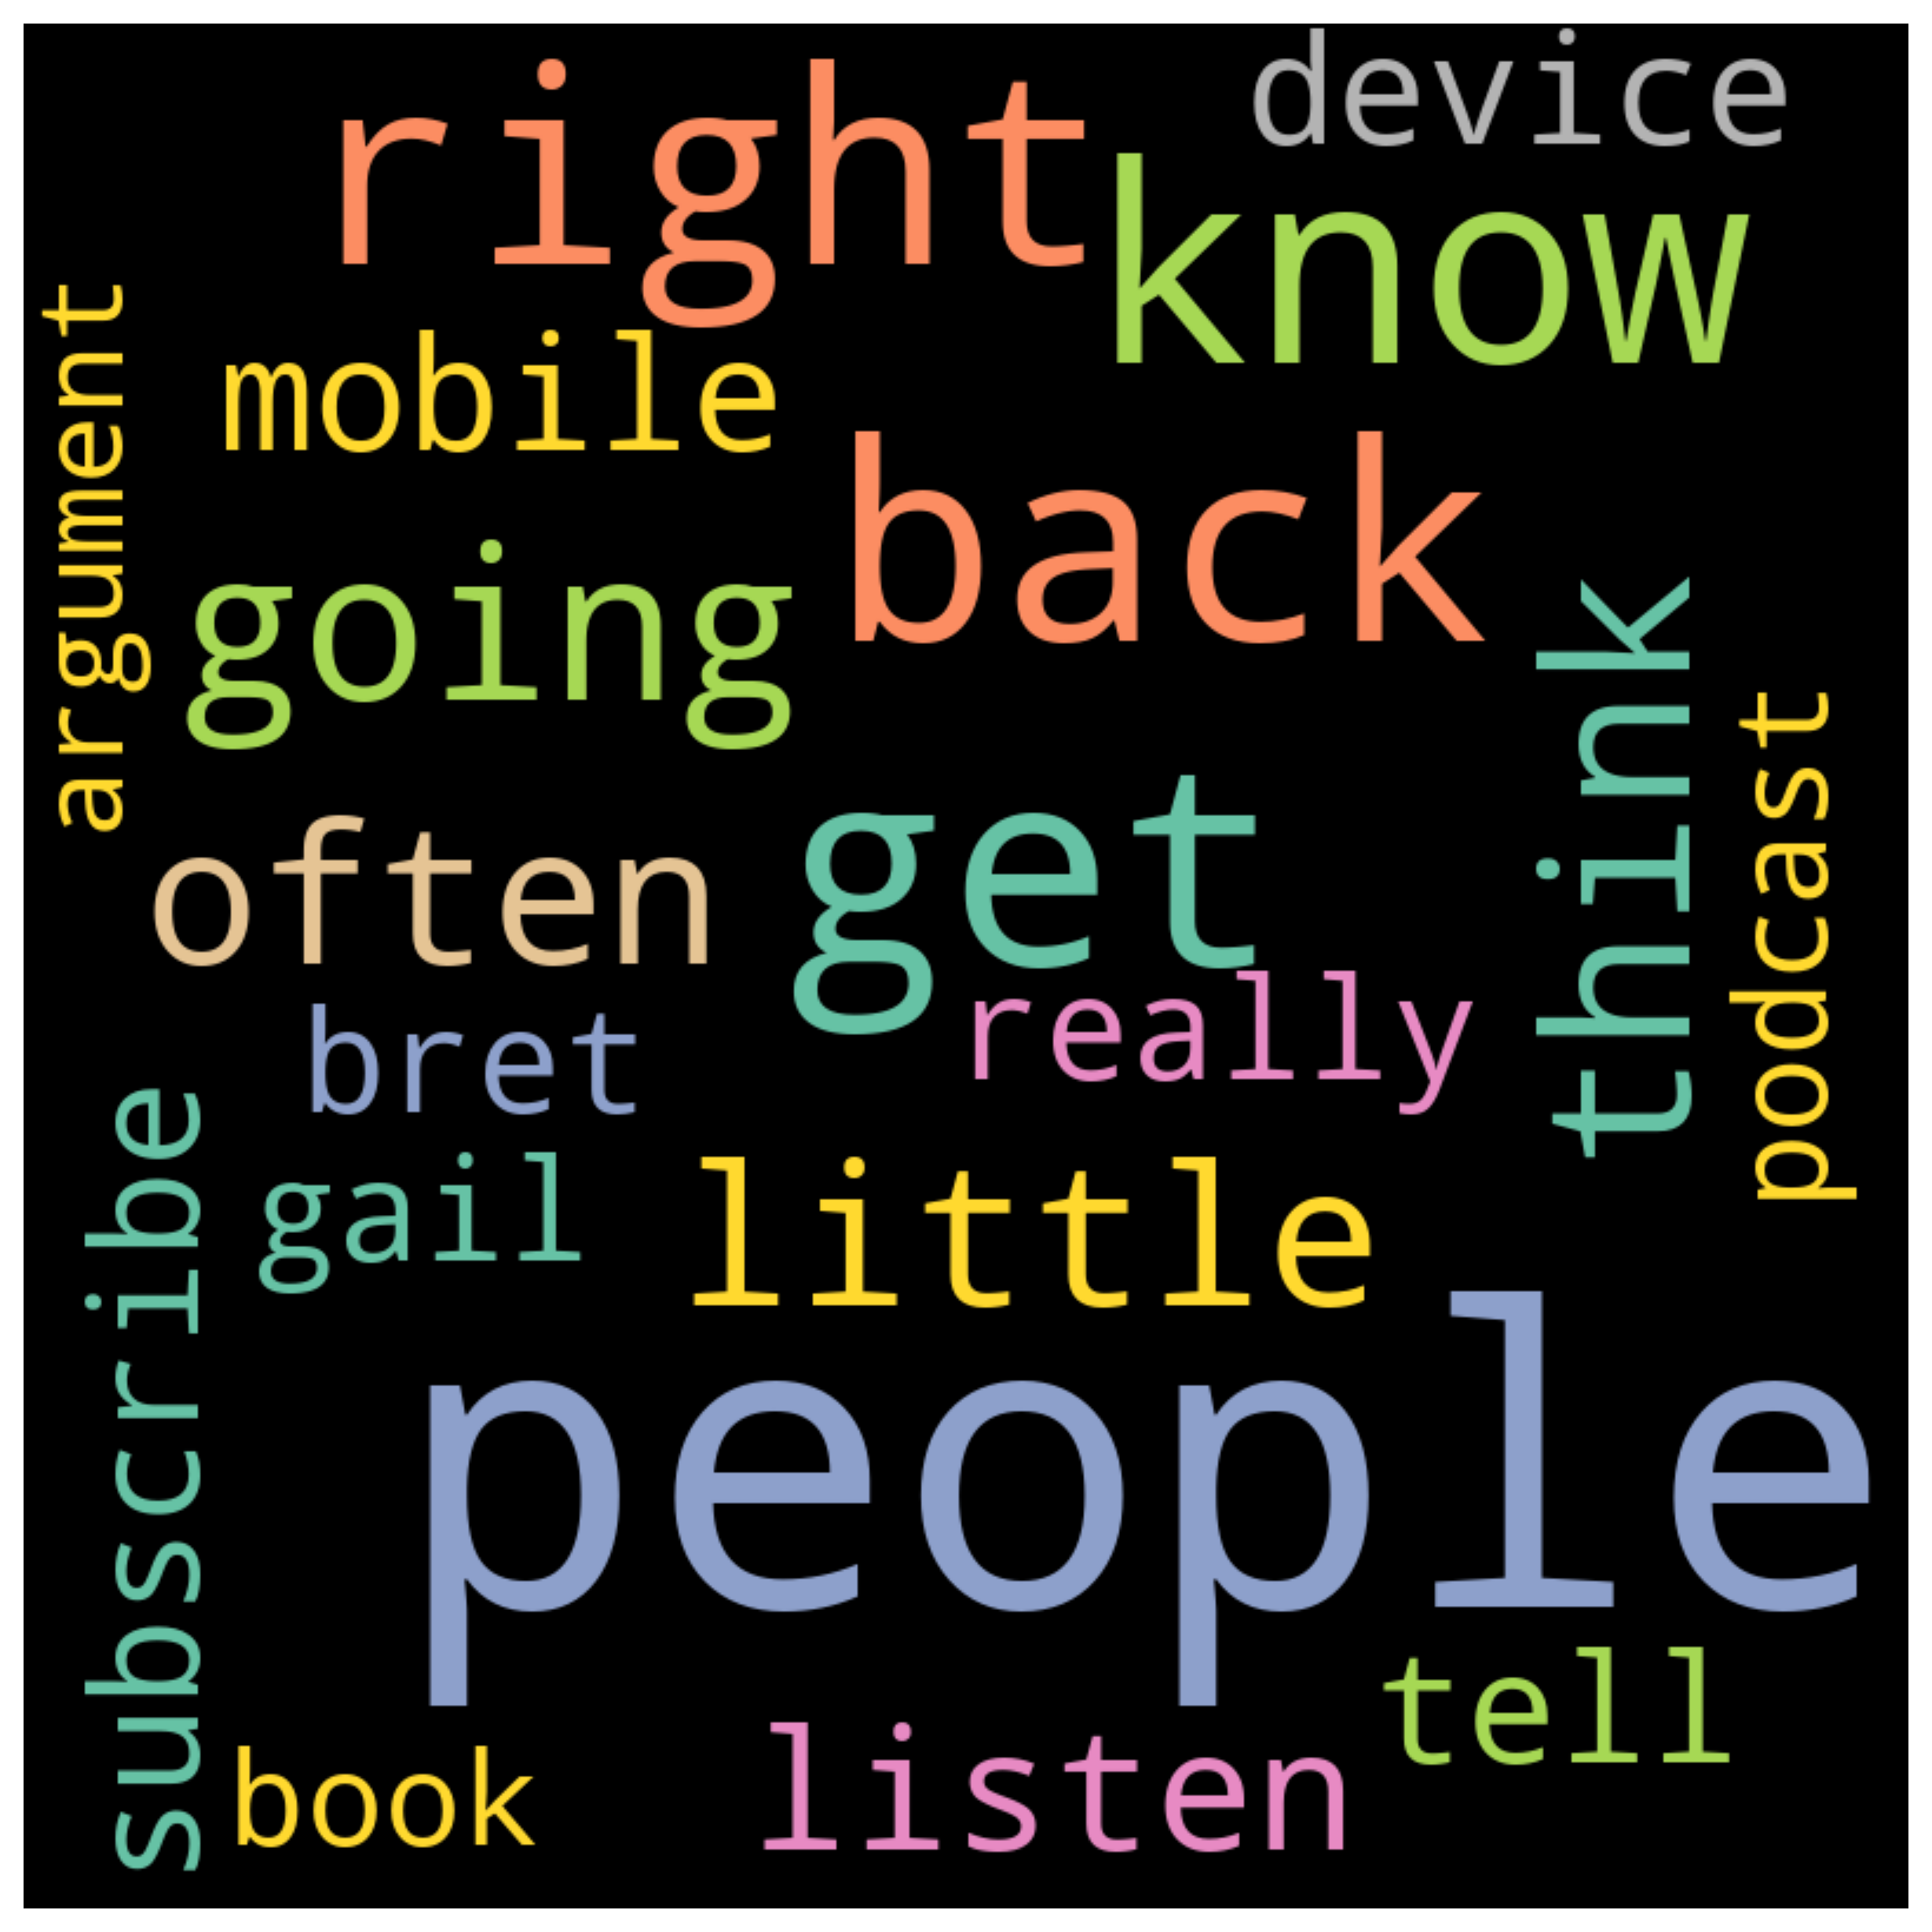 device
right
know
mobile
argument
back
going
think
podcast
often
get
really
bret
subscribe
gail
little
people
tell
book
listen